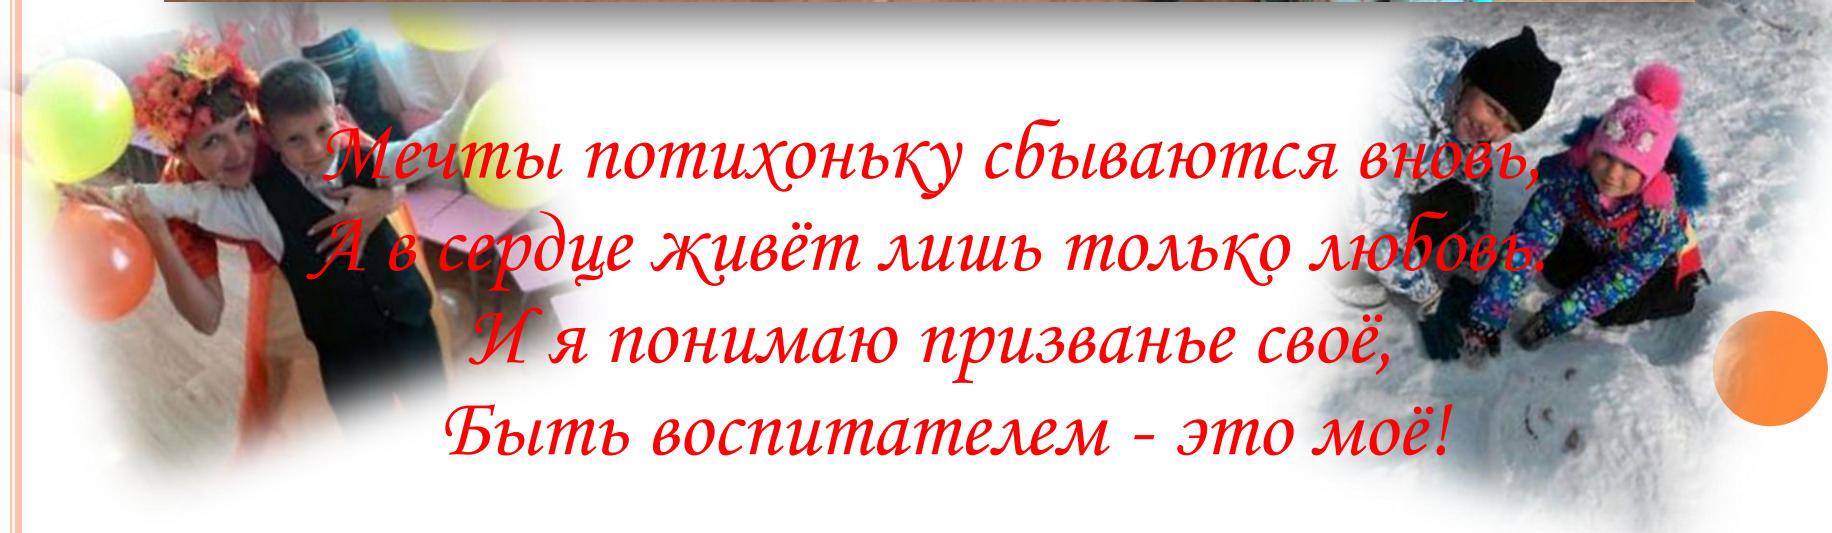 Мечты потихоньку сбываются вновь,
А в сердце живёт лишь только любовь.
И я понимаю призванье своё,
Быть воспитателем - это моё!